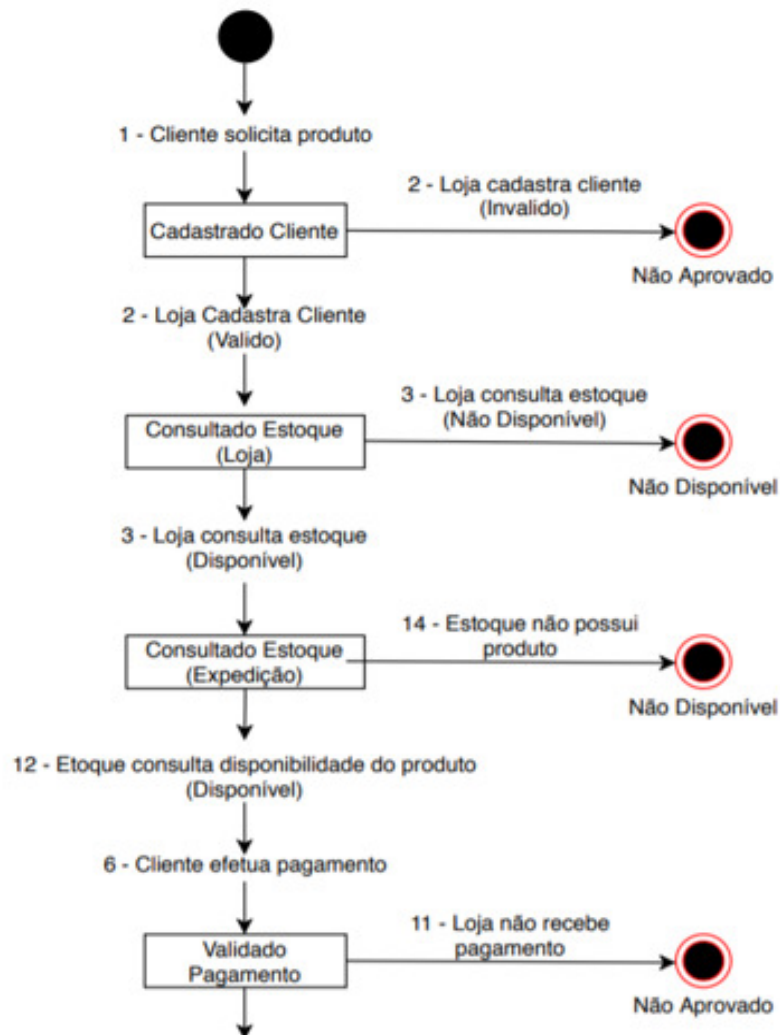 1 - Cliente solicita produto
2 - Loja cadastra cliente
(Invalido)
Cadastrado Cliente
Não Aprovado
2 - Loja Cadastra Cliente
(Valido)
3 - Loja consulta estoque
(Não Disponível)
Consultado Estoque
(Loja)
Não Disponível
3 - Loja consulta estoque
(Disponível)
14 - Estoque não possui
produto
Consultado Estoque
(Expedição)
Não Disponível
12 - Etoque consulta disponibilidade do produto
(Disponível)
6 - Cliente efetua pagamento
11 - Loja não recebe
pagamento
Validado
Pagamento
Não Aprovado